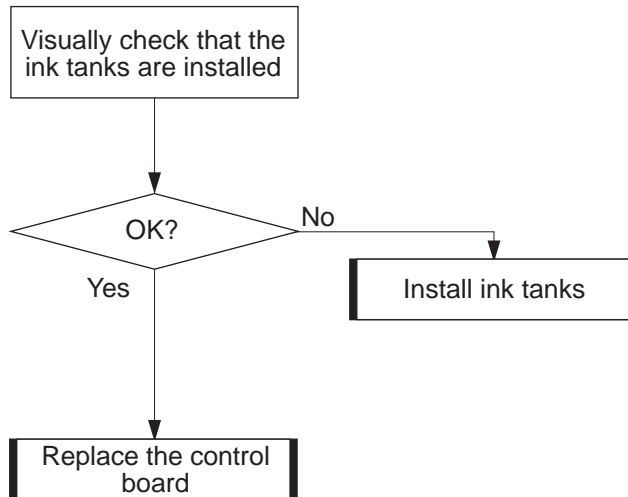 Visually check that the
ink tanks are installed
OK?
No
Yes
Install ink tanks
Replace the control
board